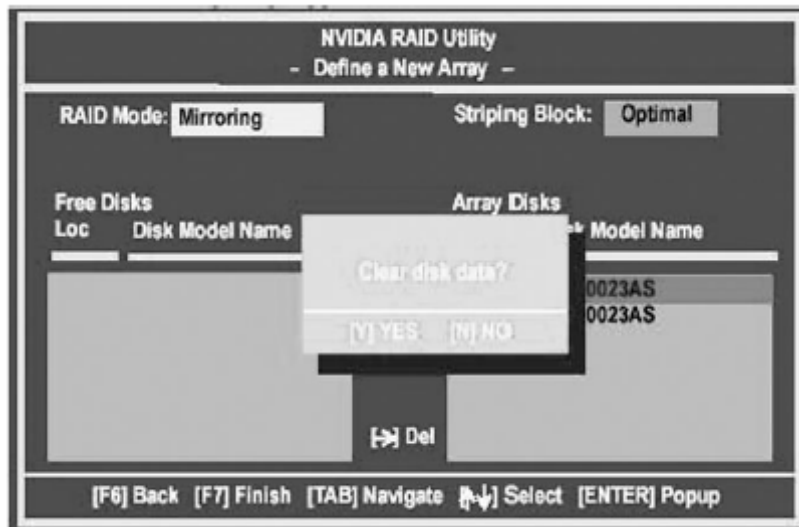 NVIDIA RAID Utility
- Define a New Array -
RAID Mode: Mirroring
Striping Block: Optimal
Free Disks
Array Disks
Loc Disk Model Name
Model Name
Clear disk data?
0023AS
0023AS
[Y] YES [N] NO
[→] Del
[F6] Back [F7] Finish [TAB] Navigate [↑↓] Select [ENTER] Popup